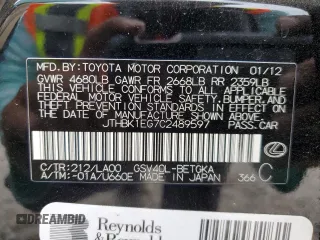 MFD. BY: TOYOTA MOTOR CORPORATION 01/12
GVWR 4680LB GAWR FR 2668LB RR 2359LB
THIS VEHICLE CONFORMS TO ALL APPLICABLE
FEDERAL MOTOR VEHICLE SAFETY, BUMPER, AND
THEFT PREVENTION STANDARDS IN EFFECT ON
THE DATE OF MANUFACTURE SHOWN ABOVE.
JTHBK1EG7C2489597 PASS.CAR
C/TR:212/LA00 GSV40L-BETGKA C
A/TM:-01A/U660E MADE IN JAPAN 366
Reynolds